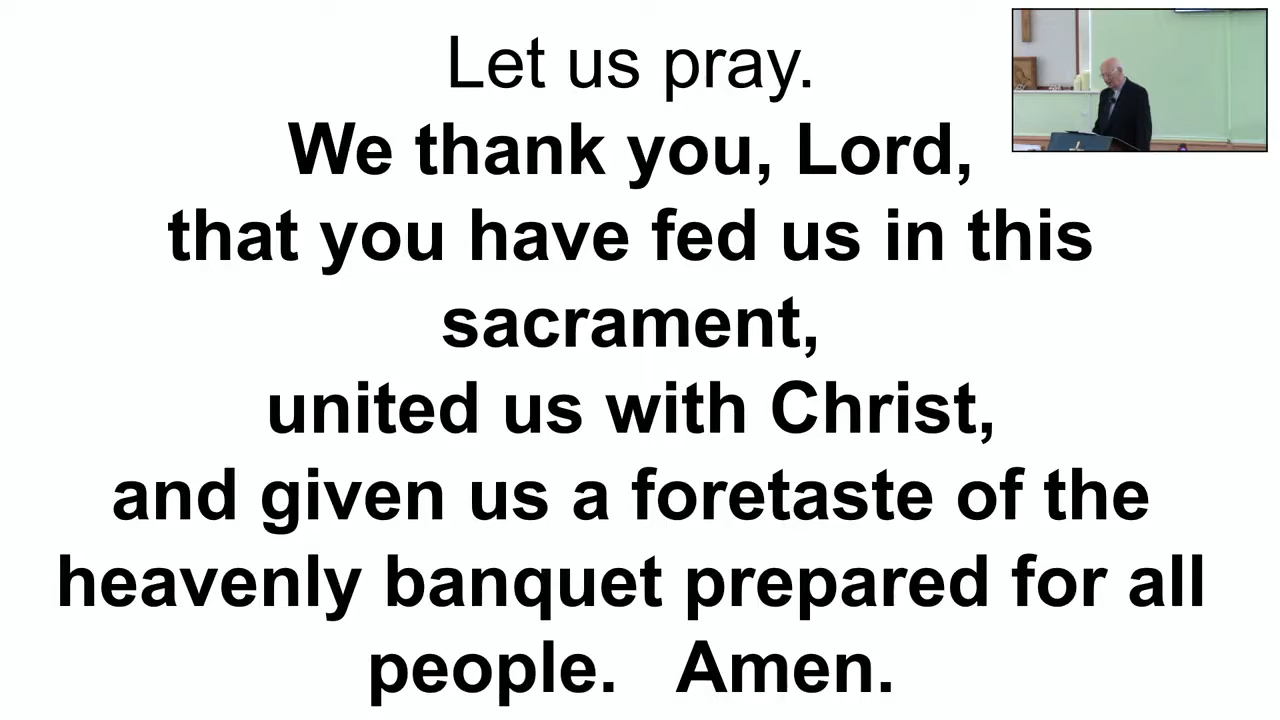 Let us pray.
We thank you, Lord,
that you have fed us in this
sacrament,
united us with Christ,
and given us a foretaste of the
heavenly banquet prepared for all
people. Amen.